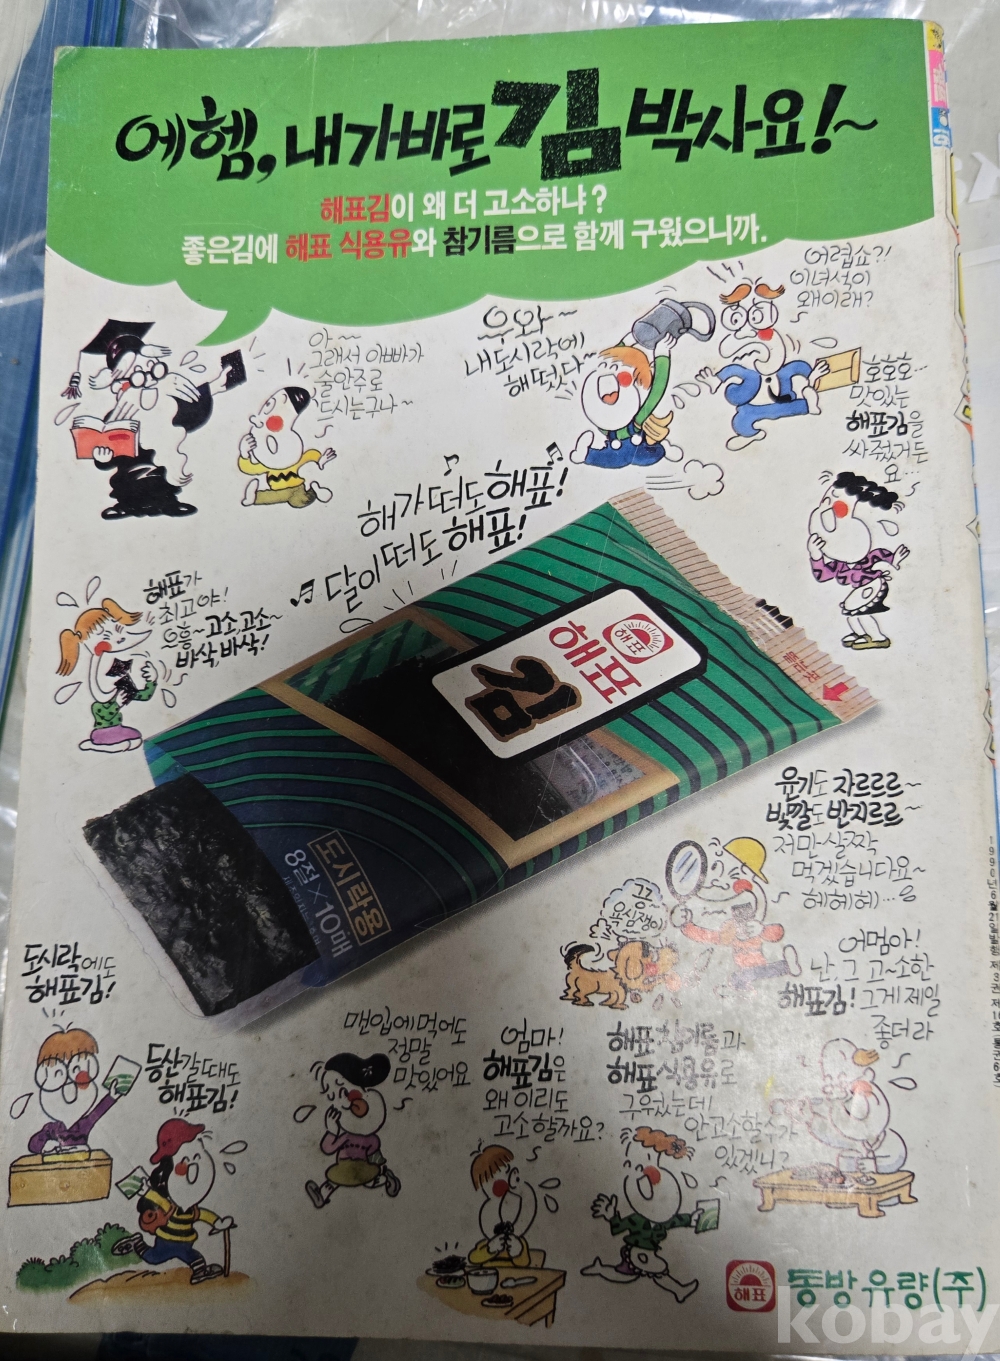 에헴, 내가바로 김 박사요!~
해표김이 왜 더 고소하냐?
좋은김에 해표 식용유와 참기름으로 함께 구웠으니까.
아~~
그래서 아빠가
술안주로
드시는구나~
우와~
내도시락에
해떴다~
어렵쇼?!
이녀석이
왜이래?
호호호...
맛있는
해표김을
싸줬거든
요...
해가 떠도 해표!
달이 떠도 해표!
해표가
최고야!
으흥~고소,고소~
바삭,바삭!
해표
해표
김
뜯는곳
도시락용
8절×10매
윤기도 자르르르~
빛깔도 반지르르~
저만 살짝
먹겠습니다요~
헤헤헤...
공
욕심쟁이
어멈아!
난, 그 고~소한
해표김! 그게 제일
좋더라
도시락에도
해표김!
등산갈때도
해표김!
맨입에 먹어도
정말
맛있어요
엄마!
해표김은
왜 이리도
고소할까요?
해표 참기름과
해표 식용유로
구우셨는데!
안고소할수가
있겠니?
해표
동방유량(주)
kobay